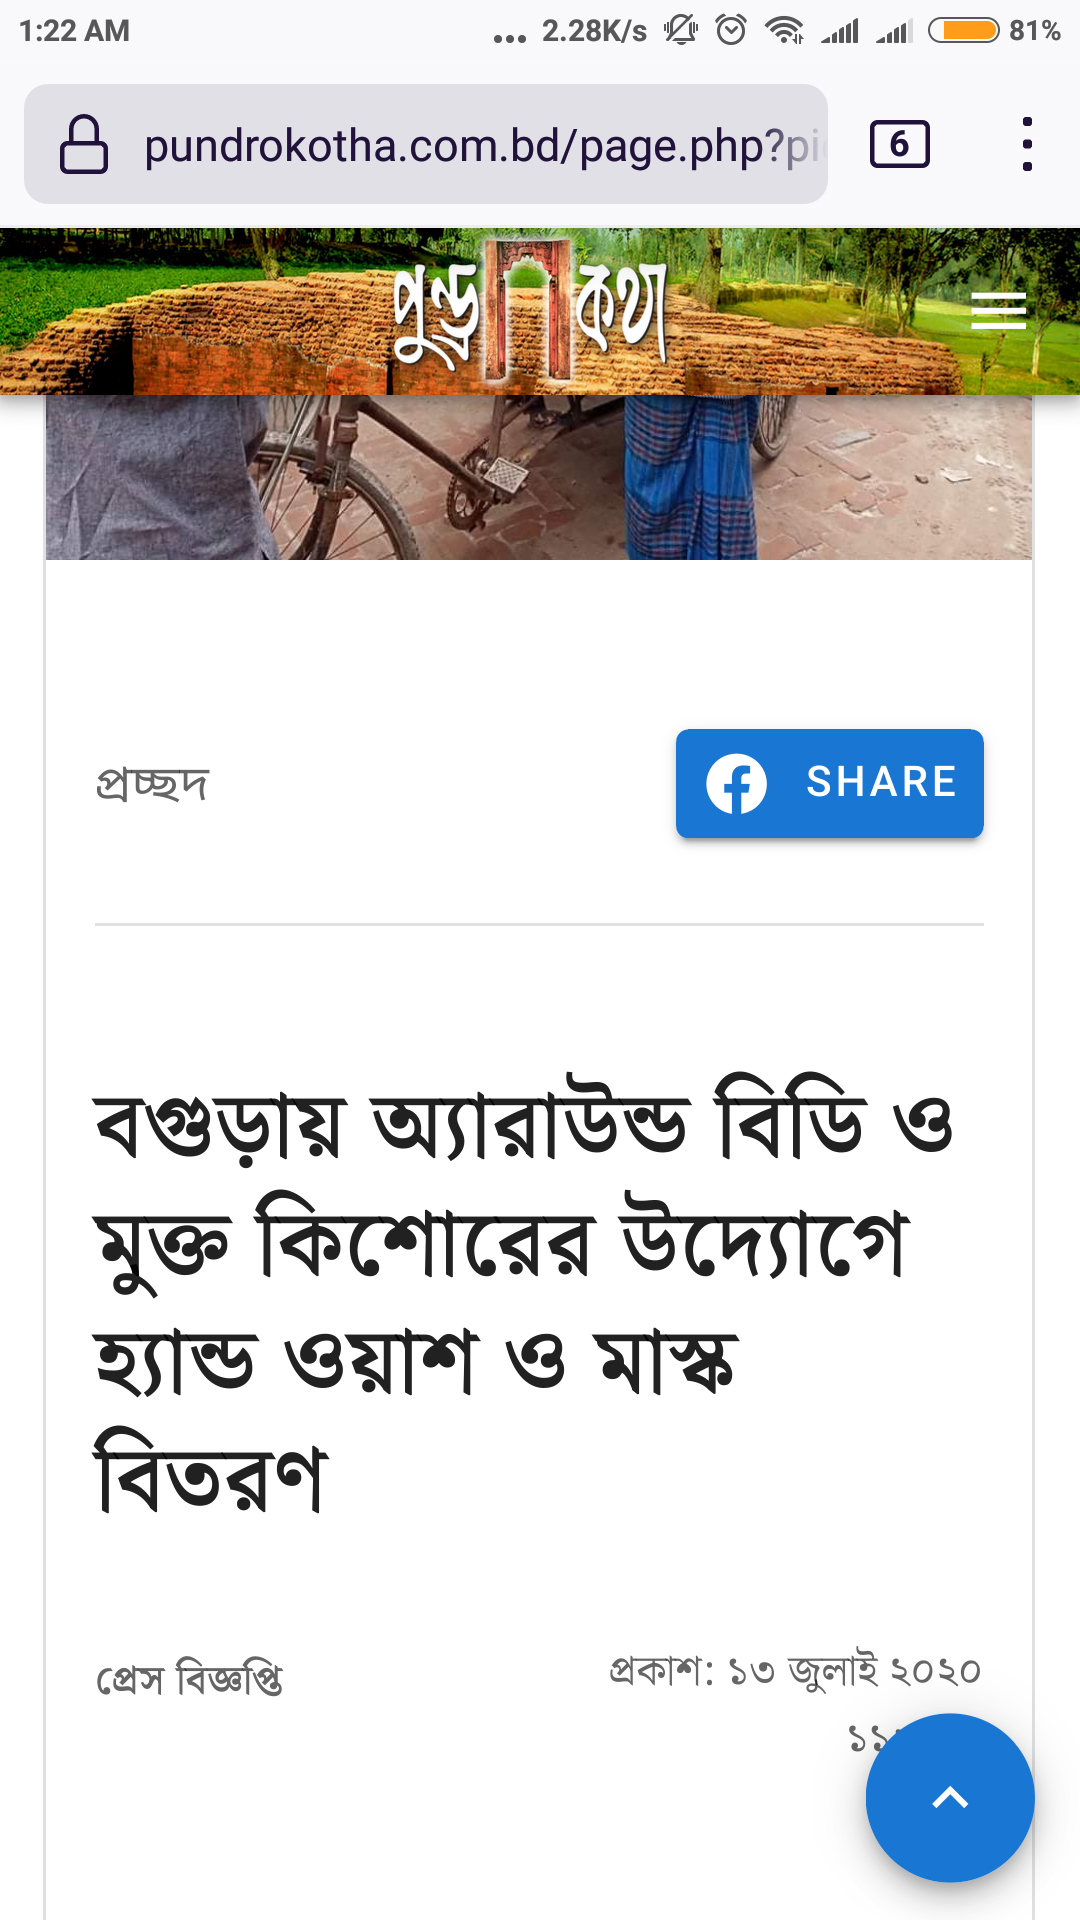 1:22 AM ... 2.28K/s 81%
pundrokotha.com.bd/page.php?pi
6
পুন্ড্র কথা
প্রচ্ছদ
SHARE
বগুড়ায় অ্যারাউন্ড বিডি ও
মুক্ত কিশোরের উদ্যোগে
হ্যান্ড ওয়াশ ও মাস্ক
বিতরণ
প্রেস বিজ্ঞপ্তি
প্রকাশ: ১৩ জুলাই ২০২০
১১